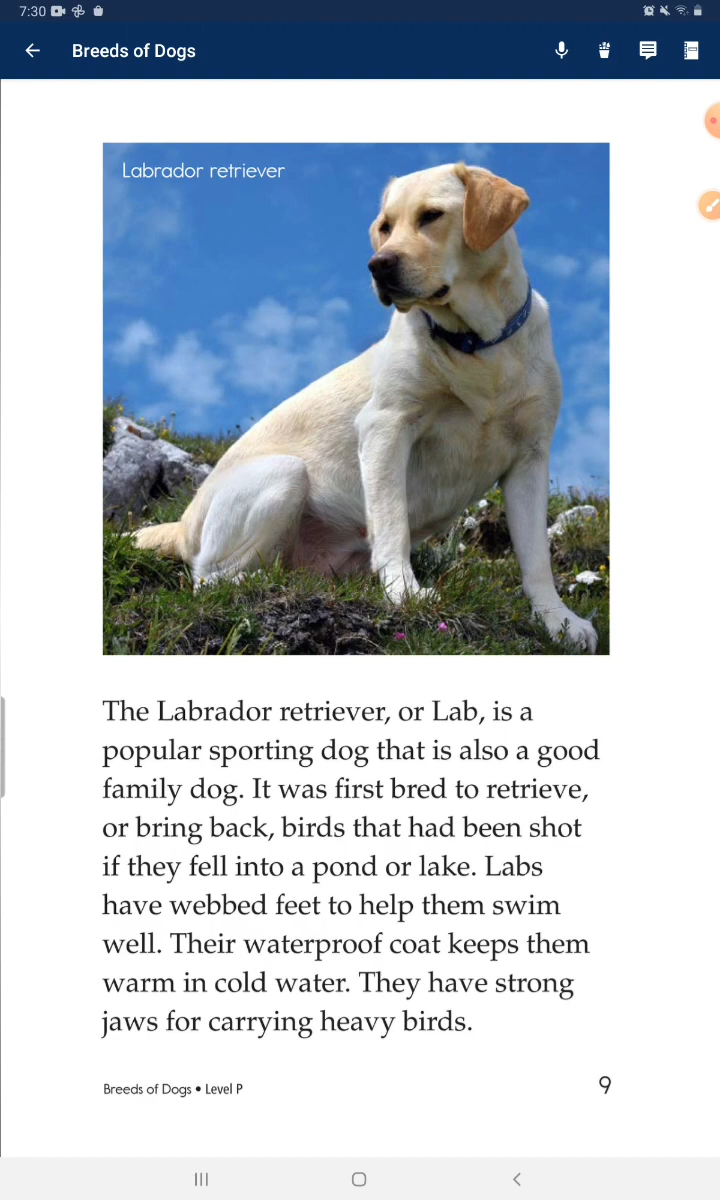 7:30
Breeds of Dogs
Labrador retriever
The Labrador retriever, or Lab, is a
popular sporting dog that is also a good
family dog. It was first bred to retrieve,
or bring back, birds that had been shot
if they fell into a pond or lake. Labs
have webbed feet to help them swim
well. Their waterproof coat keeps them
warm in cold water. They have strong
jaws for carrying heavy birds.
Breeds of Dogs • Level P
9